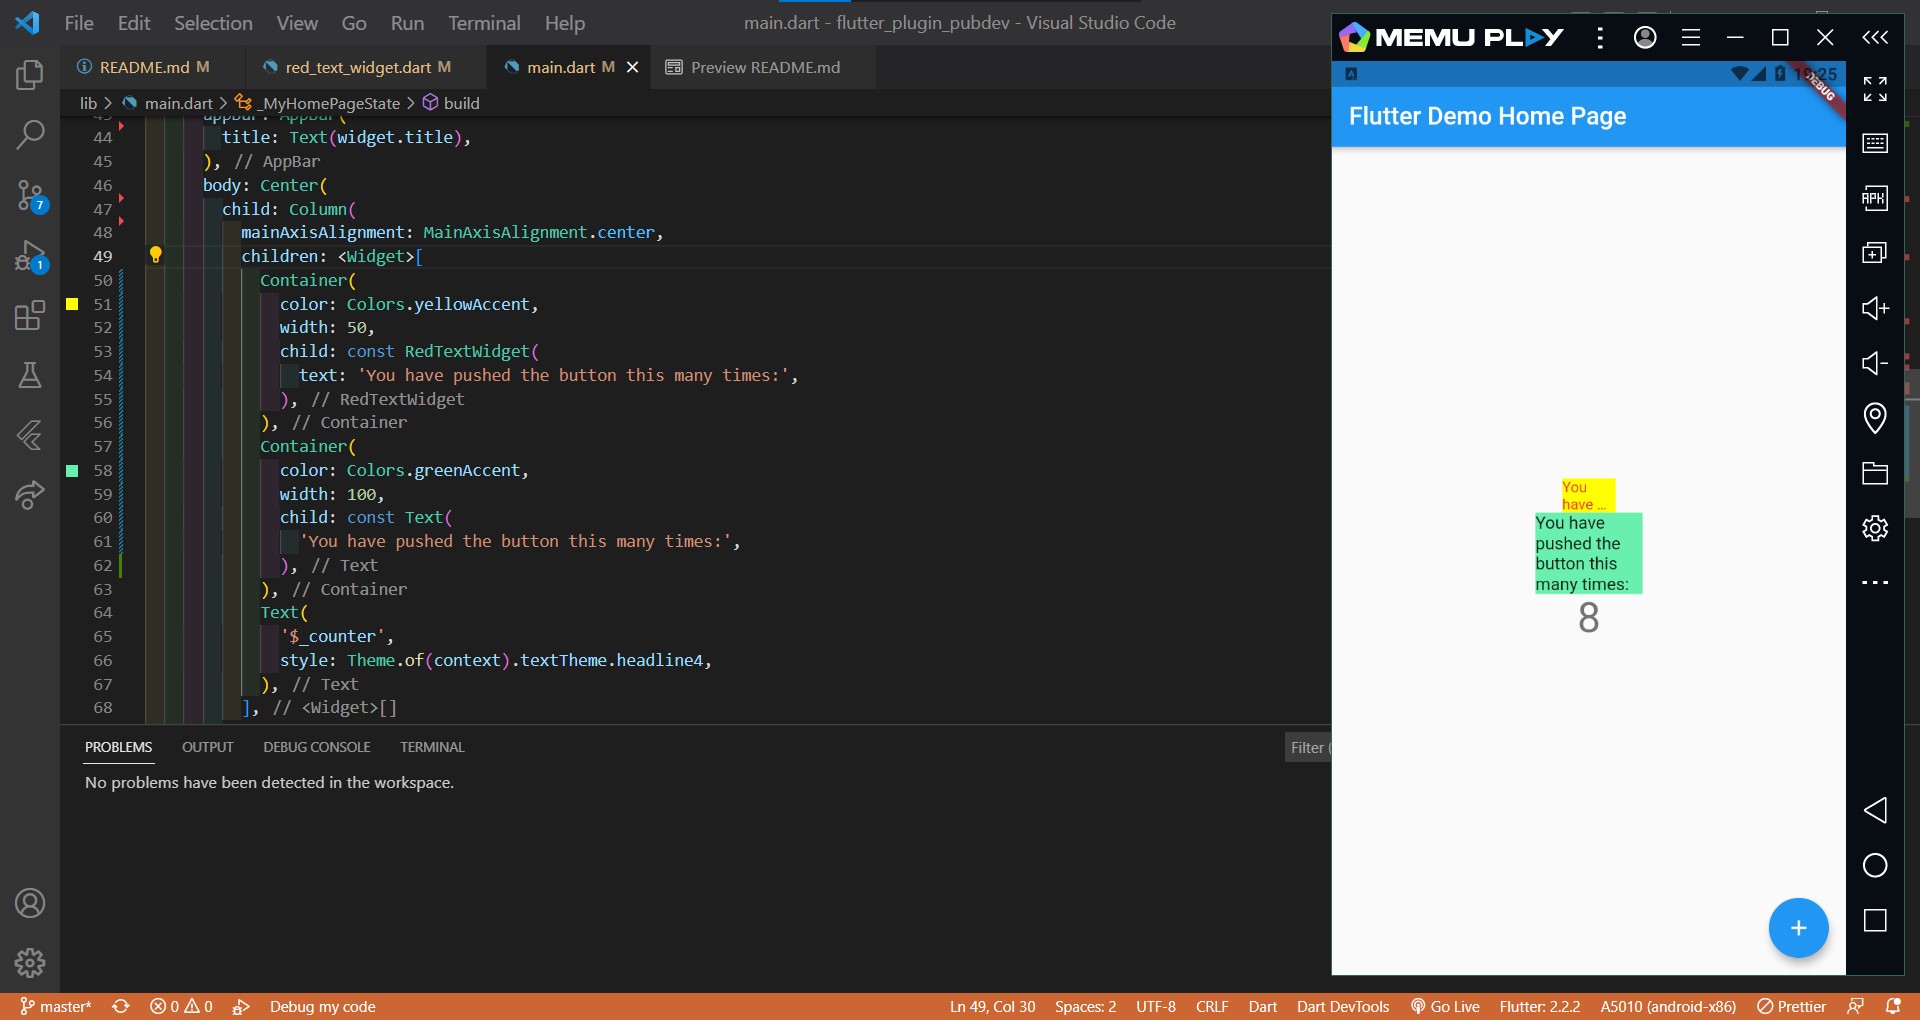 File Edit Selection View Go Run Terminal Help
main.dart - flutter_plugin_pubdev - Visual Studio Code
README.md M red_text_widget.dart M main.dart M Preview README.md
lib > main.dart > _MyHomePageState > build
appBar: AppBar(
44 title: Text(widget.title),
45 ), // AppBar
46 body: Center(
47 child: Column(
48 mainAxisAlignment: MainAxisAlignment.center,
49 children: <Widget>[
50 Container(
51 color: Colors.yellowAccent,
52 width: 50,
53 child: const RedTextWidget(
54 text: 'You have pushed the button this many times:',
55 ), // RedTextWidget
56 ), // Container
57 Container(
58 color: Colors.greenAccent,
59 width: 100,
60 child: const Text(
61 'You have pushed the button this many times:',
62 ), // Text
63 ), // Container
64 Text(
65 '$_counter',
66 style: Theme.of(context).textTheme.headline4,
67 ), // Text
68 ], // <Widget>[]
7
1
PROBLEMS OUTPUT DEBUG CONSOLE TERMINAL
Filter (
No problems have been detected in the workspace.
MEMU PLAY
DEBUG
Flutter Demo Home Page
APK
You
have ...
You have
pushed the
button this
many times:
8
+
master* 0 0 Debug my code
Ln 49, Col 30 Spaces: 2 UTF-8 CRLF Dart Dart DevTools Go Live Flutter: 2.2.2 A5010 (android-x86) Prettier